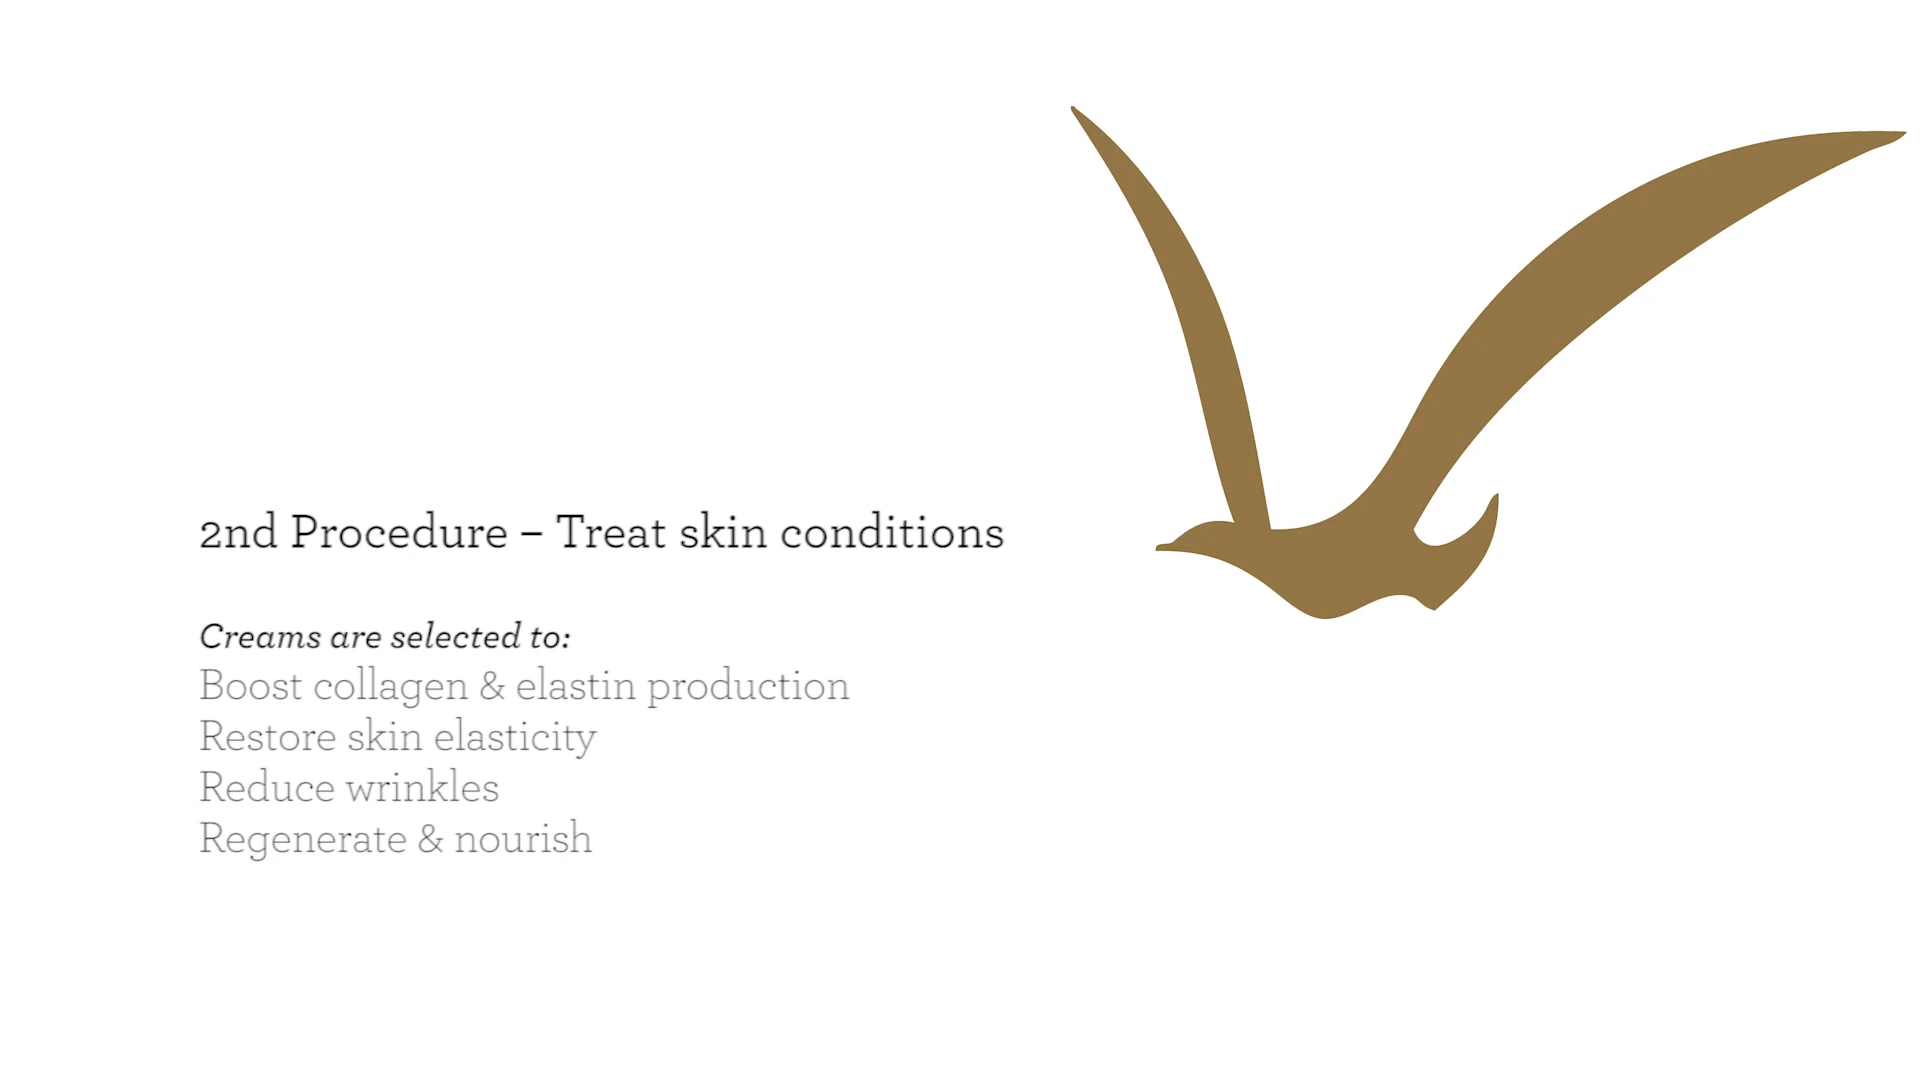 2nd Procedure – Treat skin conditions
Creams are selected to:
Boost collagen & elastin production
Restore skin elasticity
Reduce wrinkles
Regenerate & nourish